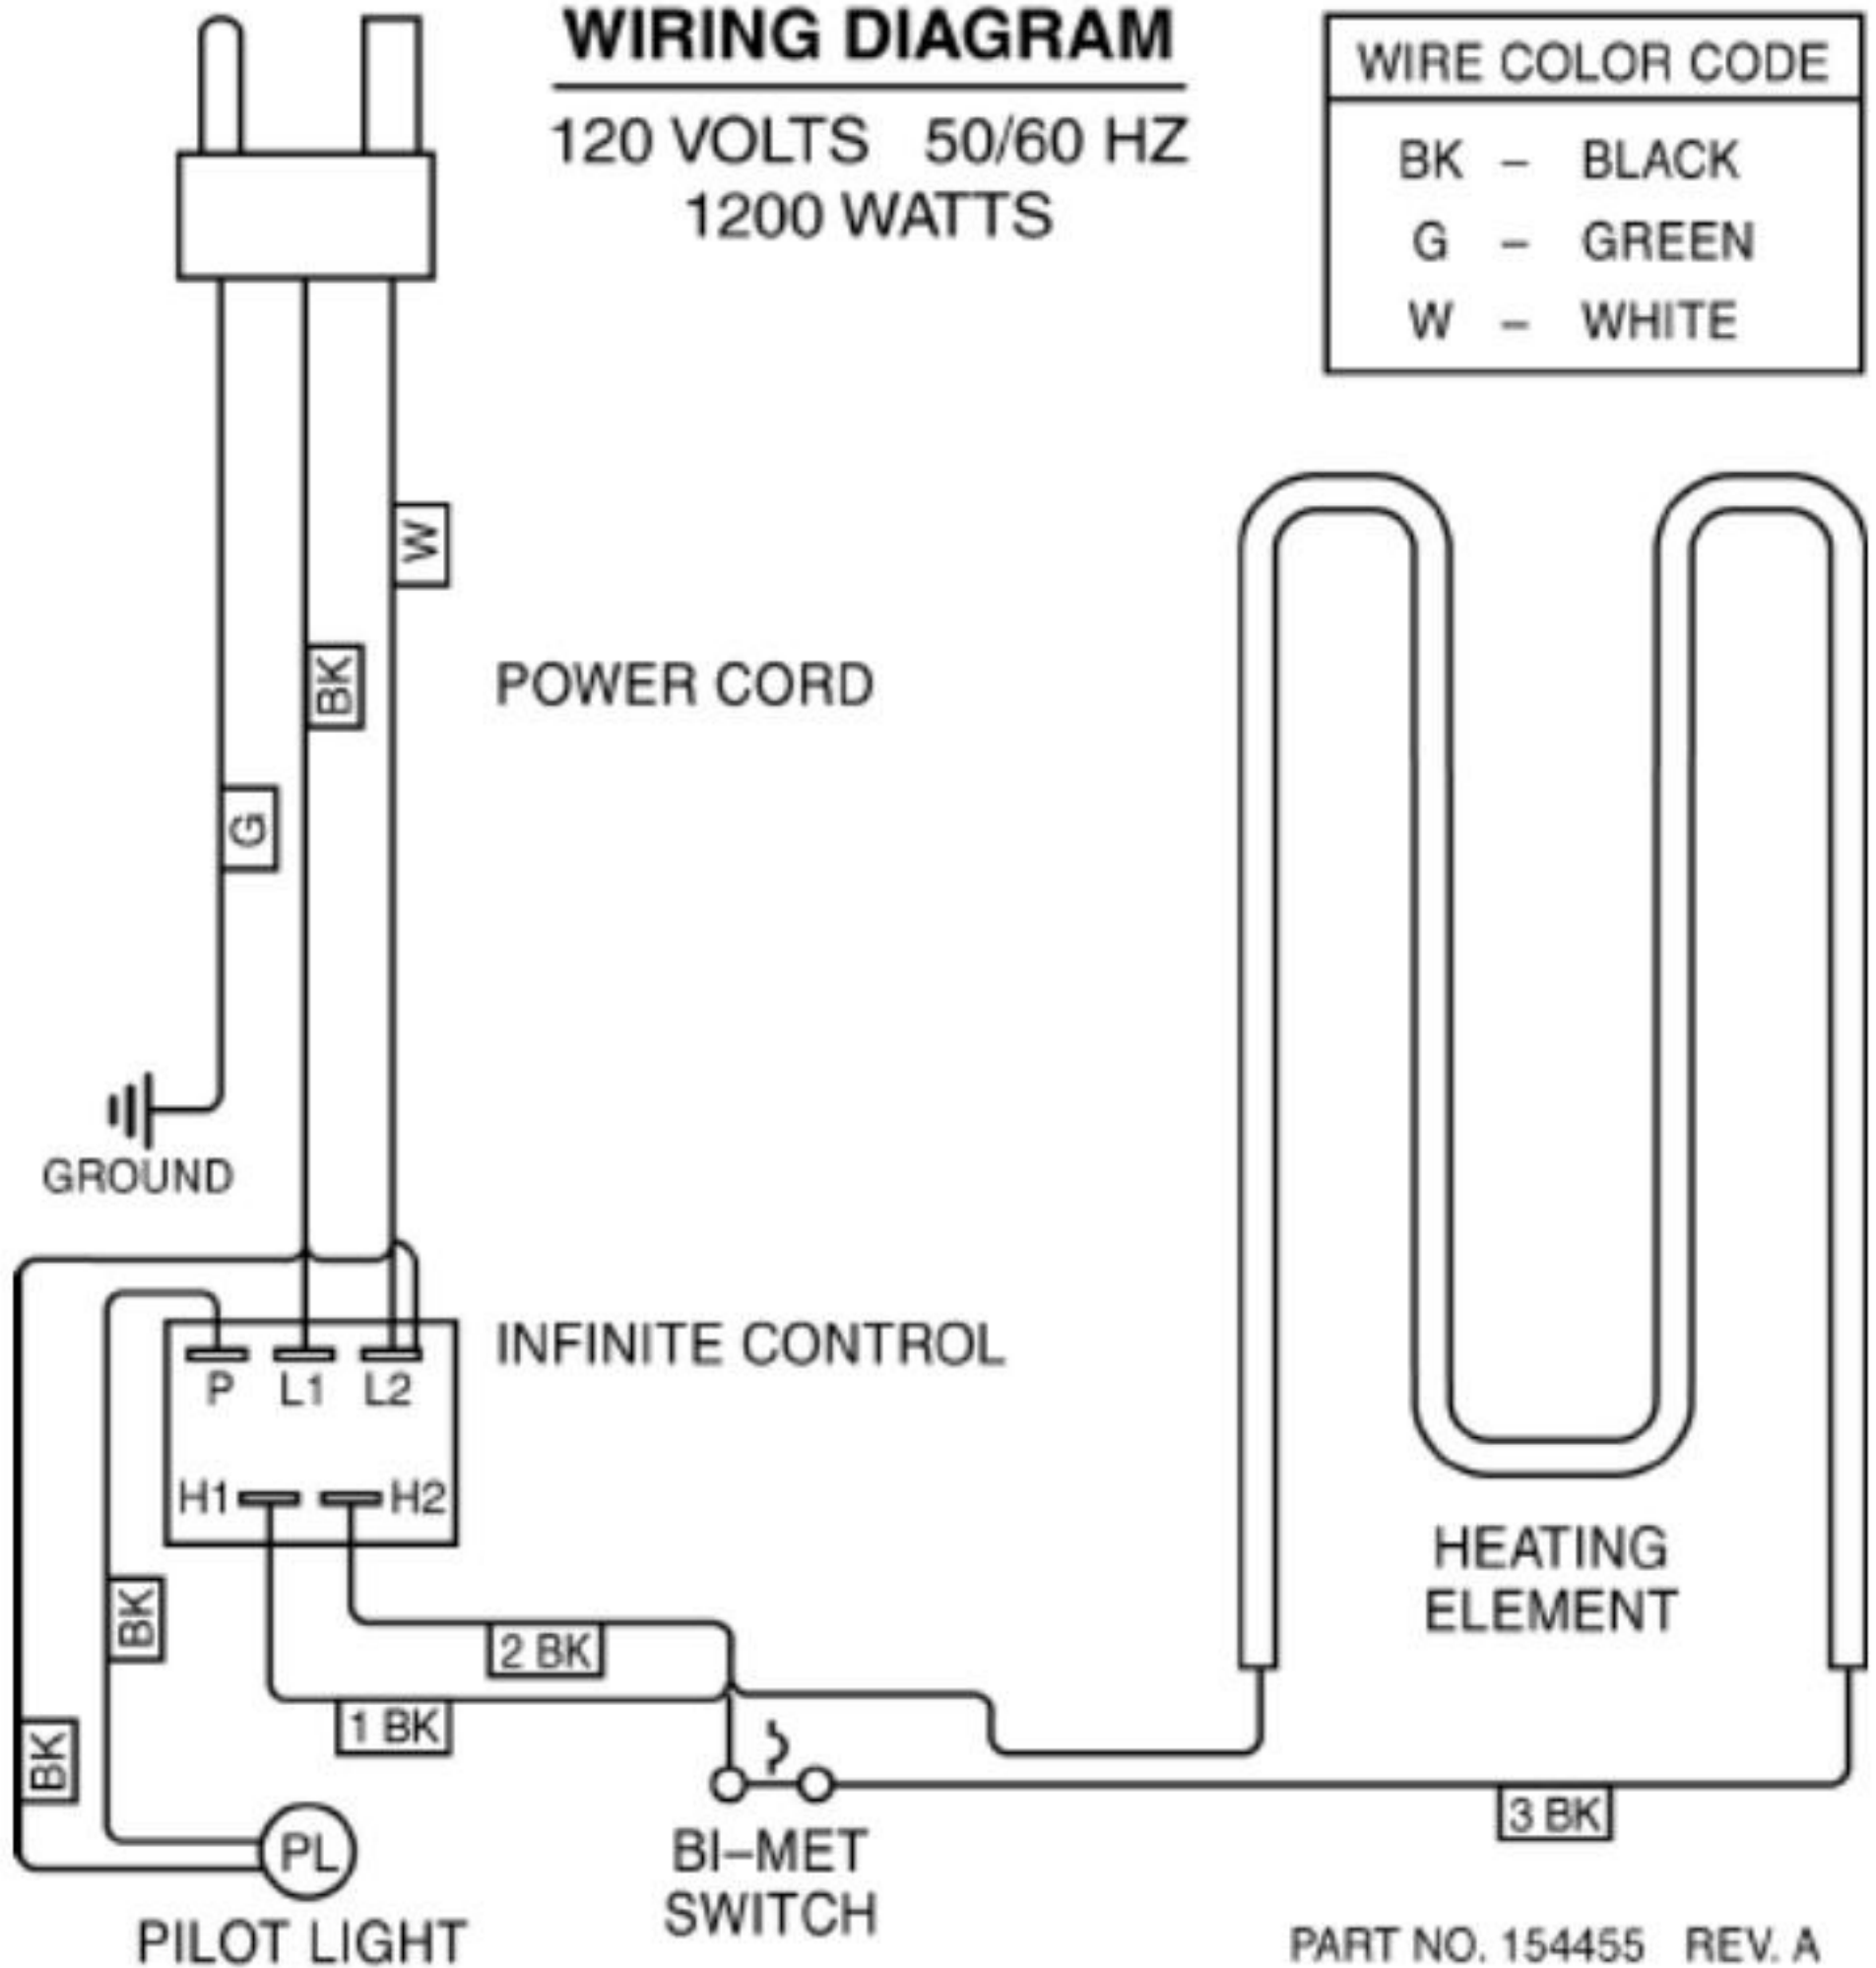 WIRING DIAGRAM
120 VOLTS 50/60 HZ
1200 WATTS
WIRE COLOR CODE
BK – BLACK
G – GREEN
W – WHITE
W
BK
POWER CORD
G
GROUND
INFINITE CONTROL
P L1 L2
H1 H2
HEATING
ELEMENT
BK
2 BK
1 BK
BK
3 BK
PL
BI–MET
SWITCH
PILOT LIGHT
PART NO. 154455 REV. A